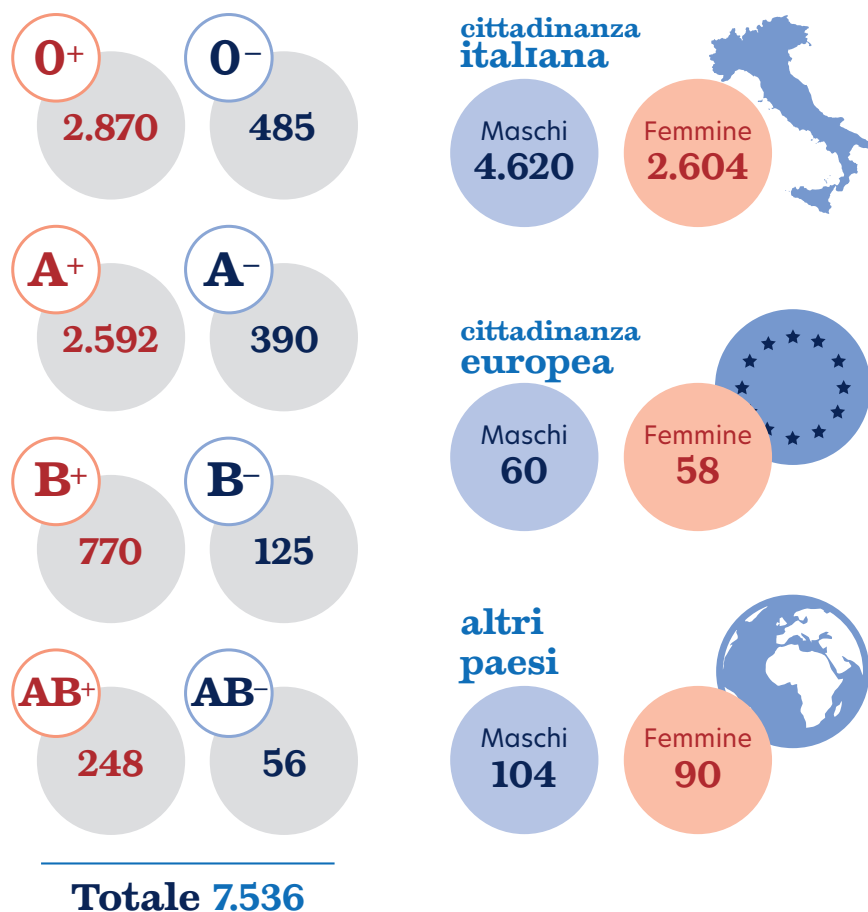 0+
2.870
0−
485
A+
2.592
A−
390
B+
770
B−
125
AB+
248
AB−
56
Totale 7.536
cittadinanza
italIana
Maschi
4.620
Femmine
2.604
cittadinanza
europea
Maschi
60
Femmine
58
altri
paesi
Maschi
104
Femmine
90